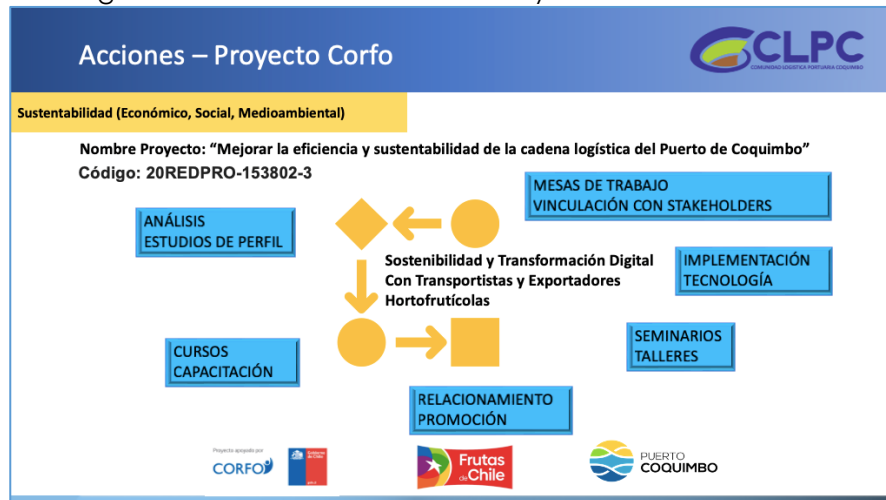 Acciones – Proyecto Corfo
CLPC
COMUNIDAD LOGÍSTICA PORTUARIA COQUIMBO
Sustentabilidad (Económico, Social, Medioambiental)
Nombre Proyecto: “Mejorar la eficiencia y sustentabilidad de la cadena logística del Puerto de Coquimbo”
Código: 20REDPRO-153802-3
MESAS DE TRABAJO
VINCULACIÓN CON STAKEHOLDERS
ANÁLISIS
ESTUDIOS DE PERFIL
Sostenibilidad y Transformación Digital
Con Transportistas y Exportadores
Hortofrutícolas
IMPLEMENTACIÓN
TECNOLOGÍA
CURSOS
CAPACITACIÓN
SEMINARIOS
TALLERES
RELACIONAMIENTO
PROMOCIÓN
Proyecto apoyado por
CORFO
Gobierno
de Chile
Frutas
de Chile
PUERTO
COQUIMBO